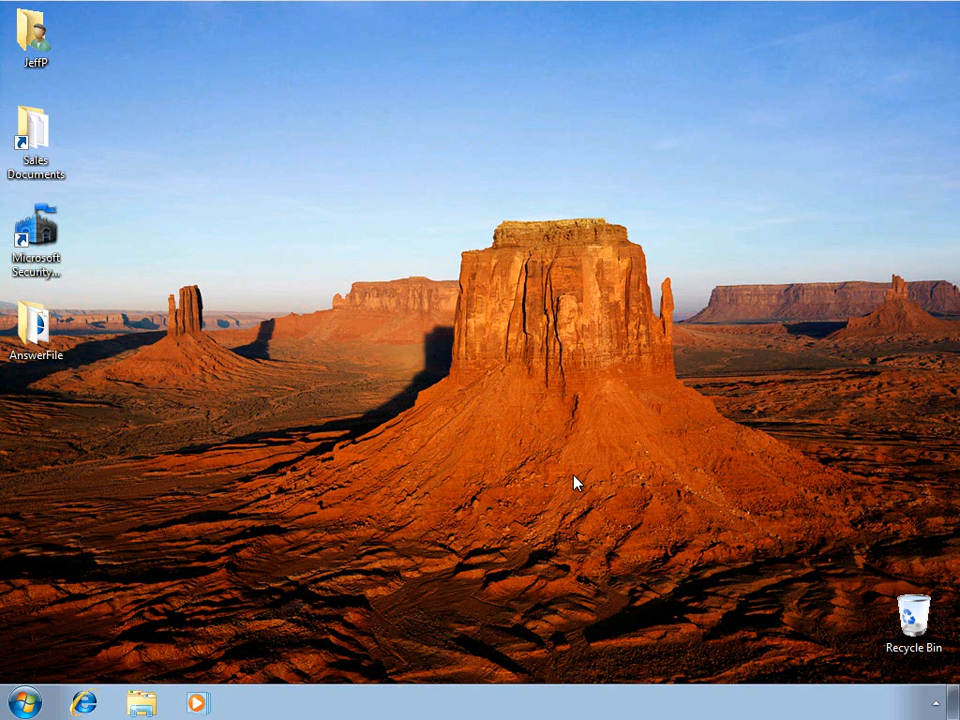 JeffP
Sales
Documents
Microsoft
Security...
AnswerFile
Recycle Bin